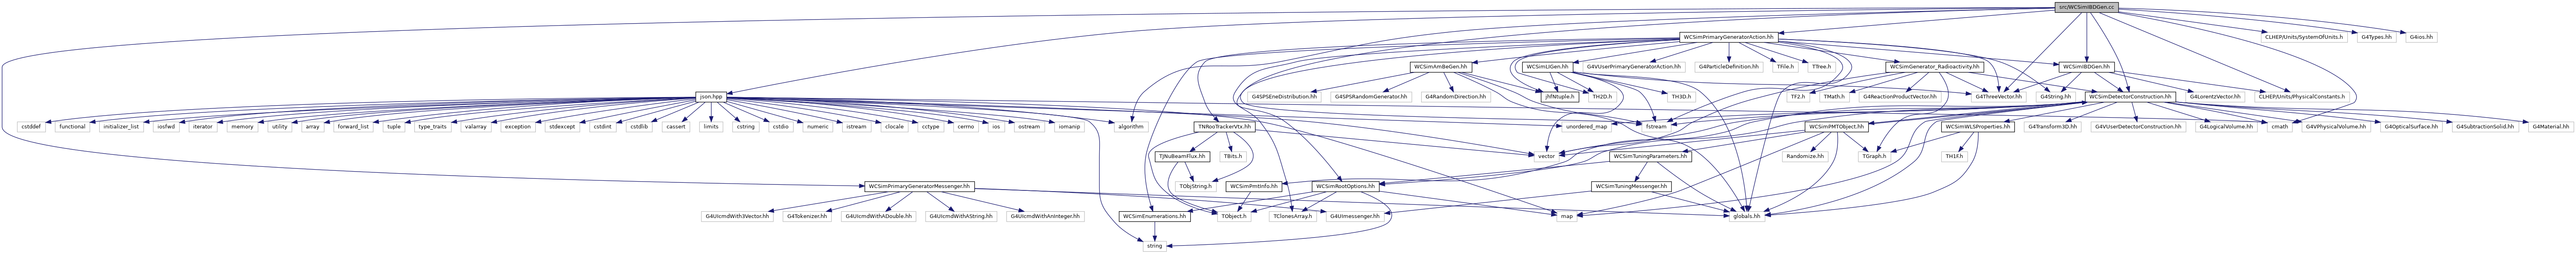 src/WCSimIBDGen.cc
WCSimPrimaryGeneratorAction.hh
CLHEP/Units/SystemOfUnits.h
G4Types.hh
G4ios.hh
WCSimAmBeGen.hh
WCSimLIGen.hh
G4VUserPrimaryGeneratorAction.hh
G4ParticleDefinition.hh
TFile.h
TTree.h
WCSimGenerator_Radioactivity.hh
WCSimIBDGen.hh
json.hpp
G4SPSEneDistribution.hh
G4SPSRandomGenerator.hh
G4RandomDirection.hh
jhfNtuple.h
TH2D.h
TH3D.h
TF2.h
TMath.h
G4ReactionProductVector.hh
G4ThreeVector.hh
G4String.hh
WCSimDetectorConstruction.hh
G4LorentzVector.hh
CLHEP/Units/PhysicalConstants.h
cstddef
functional
initializer_list
iosfwd
iterator
memory
utility
array
forward_list
tuple
type_traits
valarray
exception
stdexcept
cstdint
cstdlib
cassert
limits
cstring
cstdio
numeric
istream
clocale
cctype
cerrno
ios
ostream
iomanip
algorithm
TNRooTrackerVtx.hh
unordered_map
fstream
WCSimPMTObject.hh
WCSimWLSProperties.hh
G4Transform3D.hh
G4VUserDetectorConstruction.hh
G4LogicalVolume.hh
cmath
G4VPhysicalVolume.hh
G4OpticalSurface.hh
G4SubtractionSolid.hh
G4Material.hh
TJNuBeamFlux.hh
TBits.h
vector
WCSimTuningParameters.hh
Randomize.hh
TGraph.h
TH1F.h
WCSimPrimaryGeneratorMessenger.hh
TObjString.h
WCSimPmtInfo.hh
WCSimRootOptions.hh
WCSimTuningMessenger.hh
G4UIcmdWith3Vector.hh
G4Tokenizer.hh
G4UIcmdWithADouble.hh
G4UIcmdWithAString.hh
G4UIcmdWithAnInteger.hh
WCSimEnumerations.hh
TObject.h
TClonesArray.h
G4UImessenger.hh
map
globals.hh
string